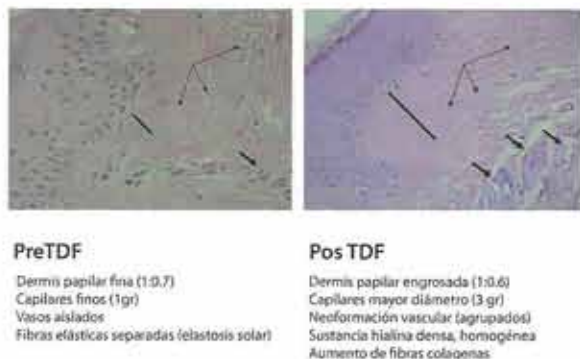 PreTDF
Dermis papilar fina (1:0.7)
Capilares finos (1gr)
Vasos aislados
Fibras elásticas separadas (elastosis solar)
Pos TDF
Dermis papilar engrosada (1:0.6)
Capilares mayor diámetro (3 gr)
Neoformación vascular (agrupados)
Sustancia hialina densa, homogénea
Aumento de fibras colagenas